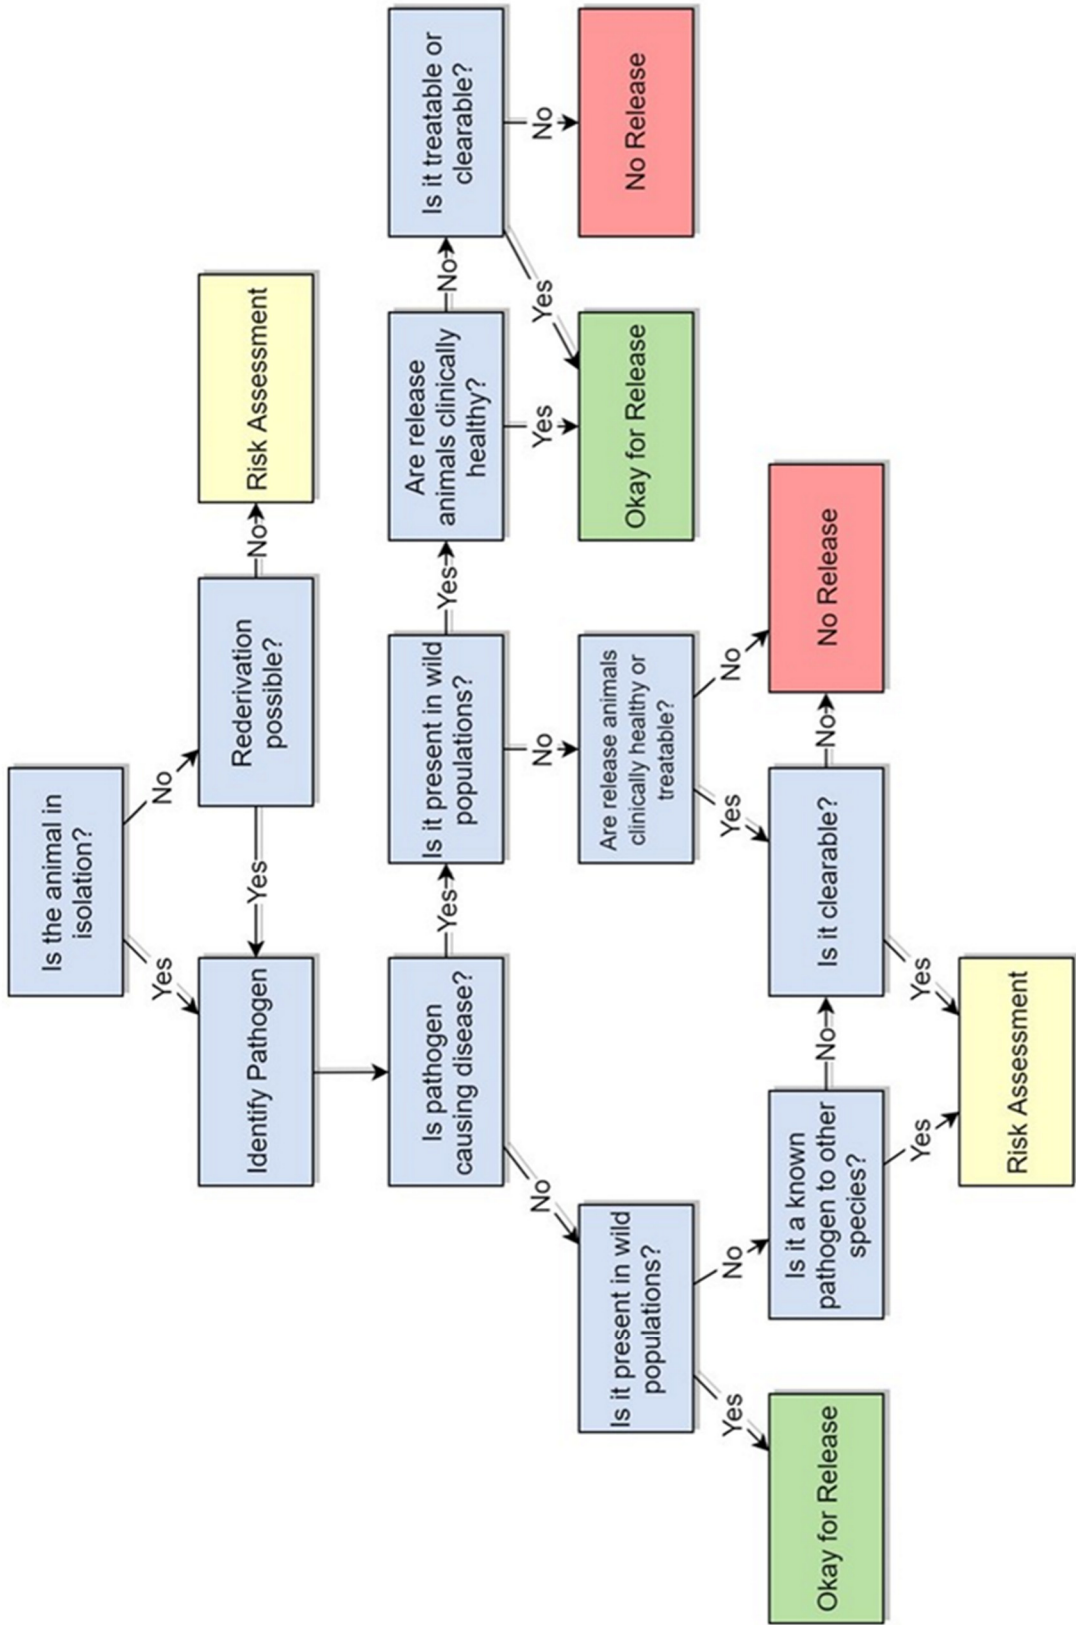 Is the animal in
isolation?
Yes
No
Identify Pathogen
Yes
Rederivation
possible?
No
Risk Assessment
Is pathogen
causing disease?
Yes
Is it present in wild
populations?
Yes
Are release
animals clinically
healthy?
No
Is it treatable or
clearable?
No
No
Yes
Yes
No
Is it present in wild
populations?
Are release animals
clinically healthy or
treatable?
Okay for Release
No Release
Yes
No
Yes
No
Okay for Release
Is it a known
pathogen to other
species?
No
Is it clearable?
No
No Release
Yes
Yes
Risk Assessment